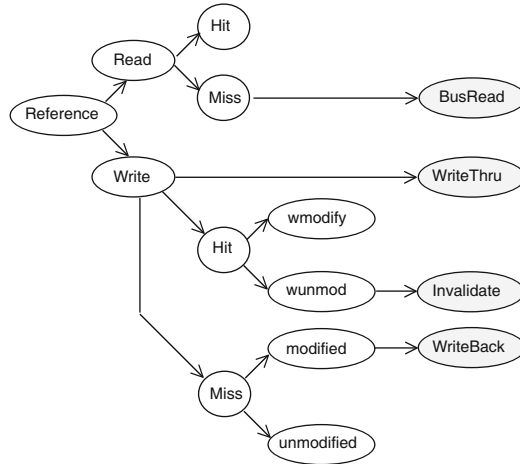 Hit
Read
Miss
BusRead
Reference
Write
WriteThru
wmodify
Hit
wunmod
Invalidate
modified
WriteBack
Miss
unmodified